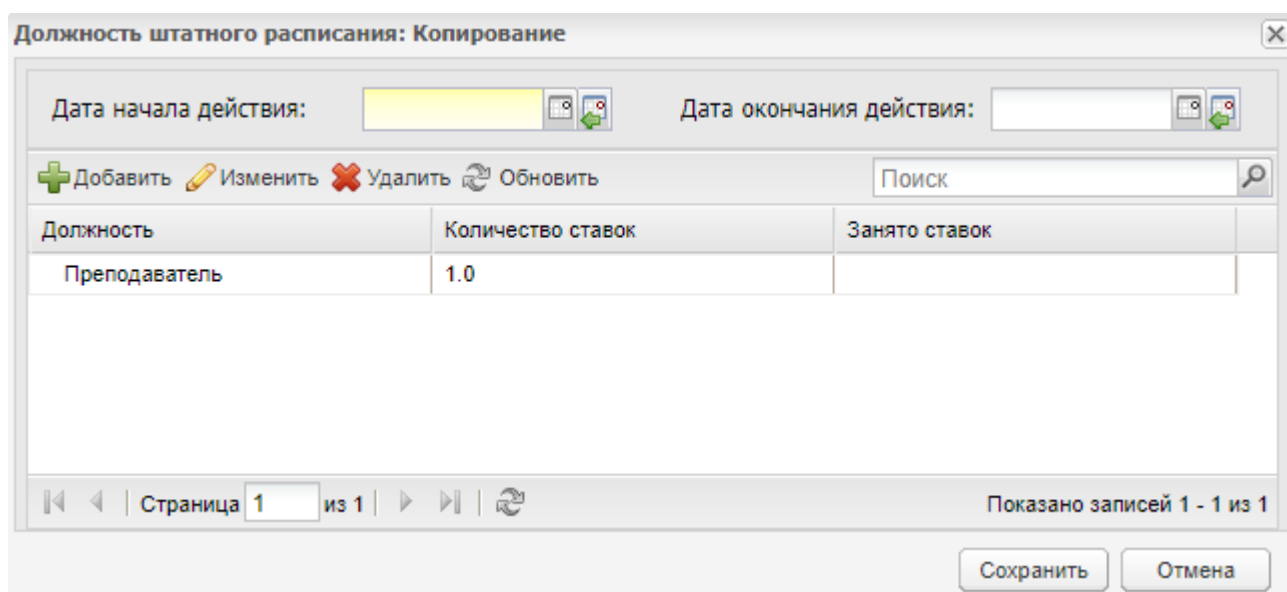 Должность штатного расписания: Копирование
Дата начала действия: Дата окончания действия:
Добавить Изменить Удалить Обновить Поиск
Должность Количество ставок Занято ставок
Преподаватель 1.0
Страница 1 из 1 Показано записей 1 - 1 из 1
Сохранить Отмена